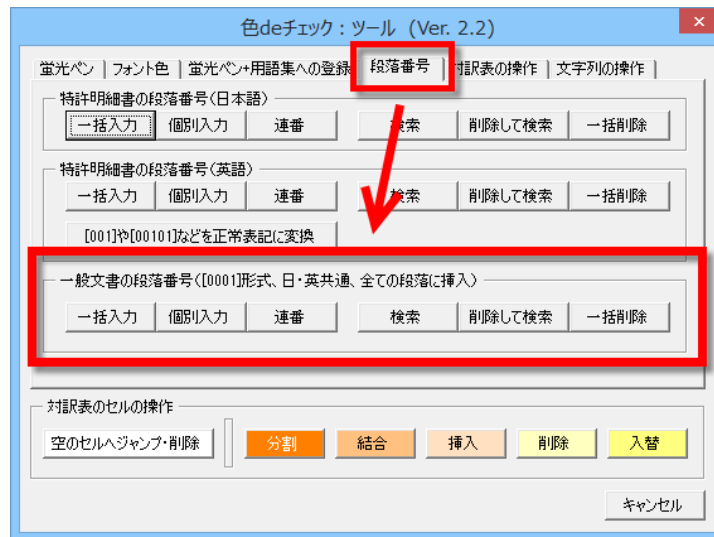 色deチェック：ツール (Ver. 2.2)
蛍光ペン フォント色 蛍光ペン+用語集への登録 段落番号 対訳表の操作 文字列の操作
特許明細書の段落番号(日本語)
一括入力 個別入力 連番 検索 削除して検索 一括削除
特許明細書の段落番号(英語)
一括入力 個別入力 連番 検索 削除して検索 一括削除
[001]や[00101]などを正常表記に変換
一般文書の段落番号([0001]形式、日・英共通、全ての段落に挿入)
一括入力 個別入力 連番 検索 削除して検索 一括削除
対訳表のセルの操作
空のセルへジャンプ・削除 分割 結合 挿入 削除 入替
キャンセル